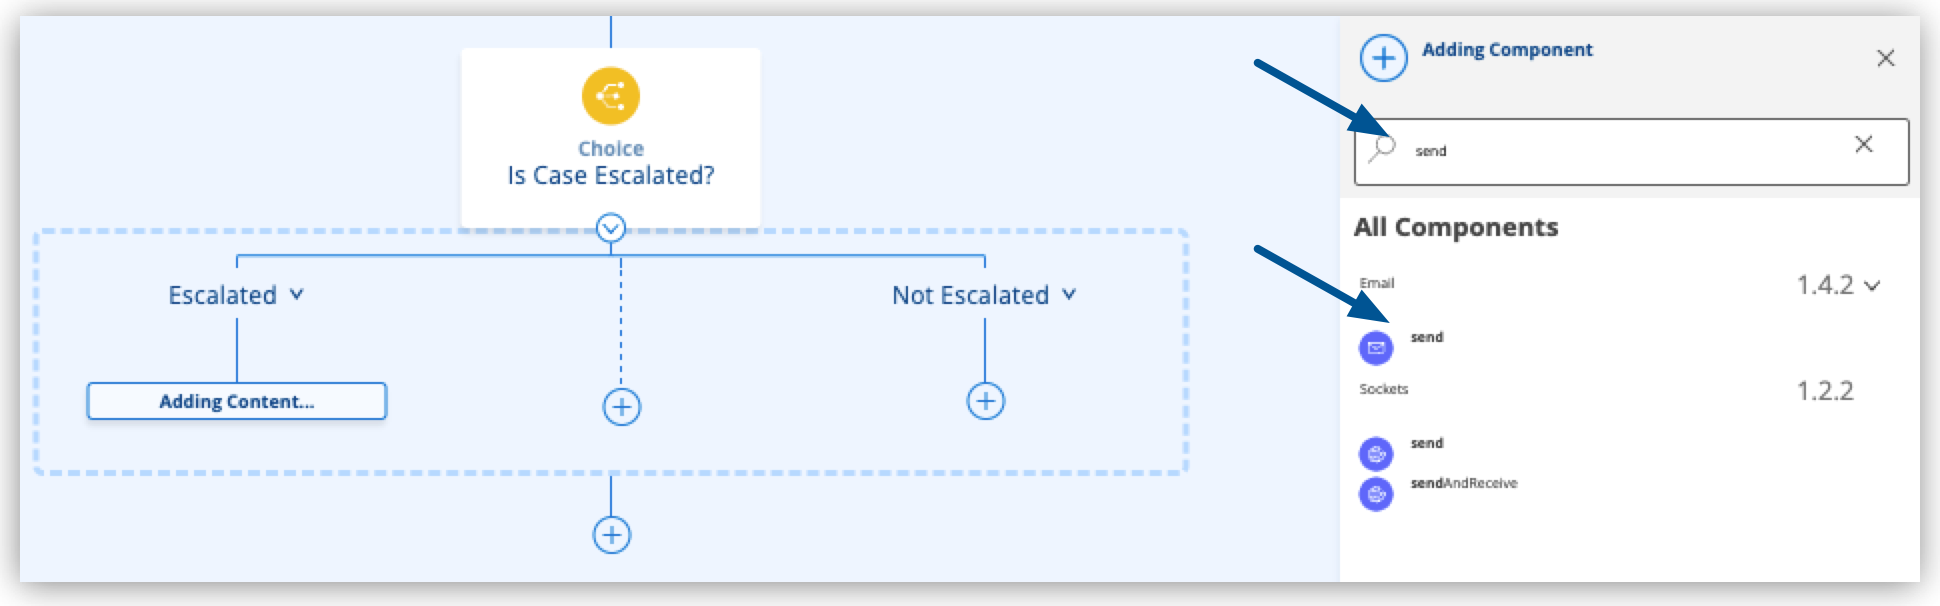 Choice
Is Case Escalated?
Escalated
Not Escalated
Adding Content...
Adding Component
send
All Components
Email 1.4.2
send
Sockets 1.2.2
send
sendAndReceive